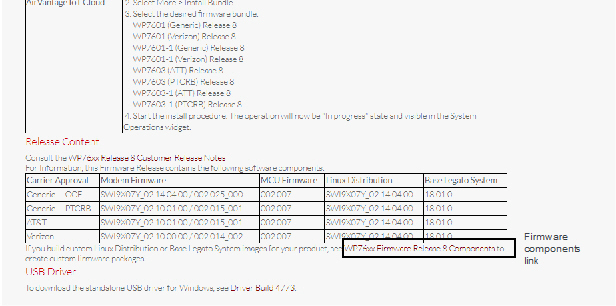 AirVantage IoT Cloud
2. Select More > Install Bundle
3. Select the desired firmware bundle.
WP7601 (Generic) Release 8
WP7601 (Verizon) Release 8
WP7601-1 (Generic) Release 8
WP7601-1 (Verizon) Release 8
WP7603 (ATT) Release 8
WP7603 (PTCRB) Release 8
WP7603-1 (ATT) Release 8
WP7603-1 (PTCRB) Release 8
4. Start the install procedure. The operation will now be "In progress" state and visible in the System
Operations widget.
Release Content
Consult the WP76xx Release 8 Customer Release Notes
For Information, this Firmware Release contains the following software components:
Carrier Approval Modem Firmware MCU Firmware Linux Distribution Base Legato System
Generic GCF SWI9X07Y_02.14.04.00 / 002.025_000 002.007 SWI9X07Y_02.14.04.00 18.01.0
Generic PTCRB SWI9X07Y_02.10.01.00 / 002.015_001 002.007 SWI9X07Y_02.14.04.00 18.01.0
AT&T SWI9X07Y_02.10.01.00 / 002.015_001 002.007 SWI9X07Y_02.14.04.00 18.01.0
Verizon SWI9X07Y_02.10.00.00 / 002.014_002 002.007 SWI9X07Y_02.14.04.00 18.01.0
If you build custom Linux Distribution or Base Legato System images for your product, see WP76xx Firmware Release 8 Components to
create custom Firmware packages.
Firmware
components
link
USB Driver
To download the standalone USB driver for Windows, see Driver Build 4773.